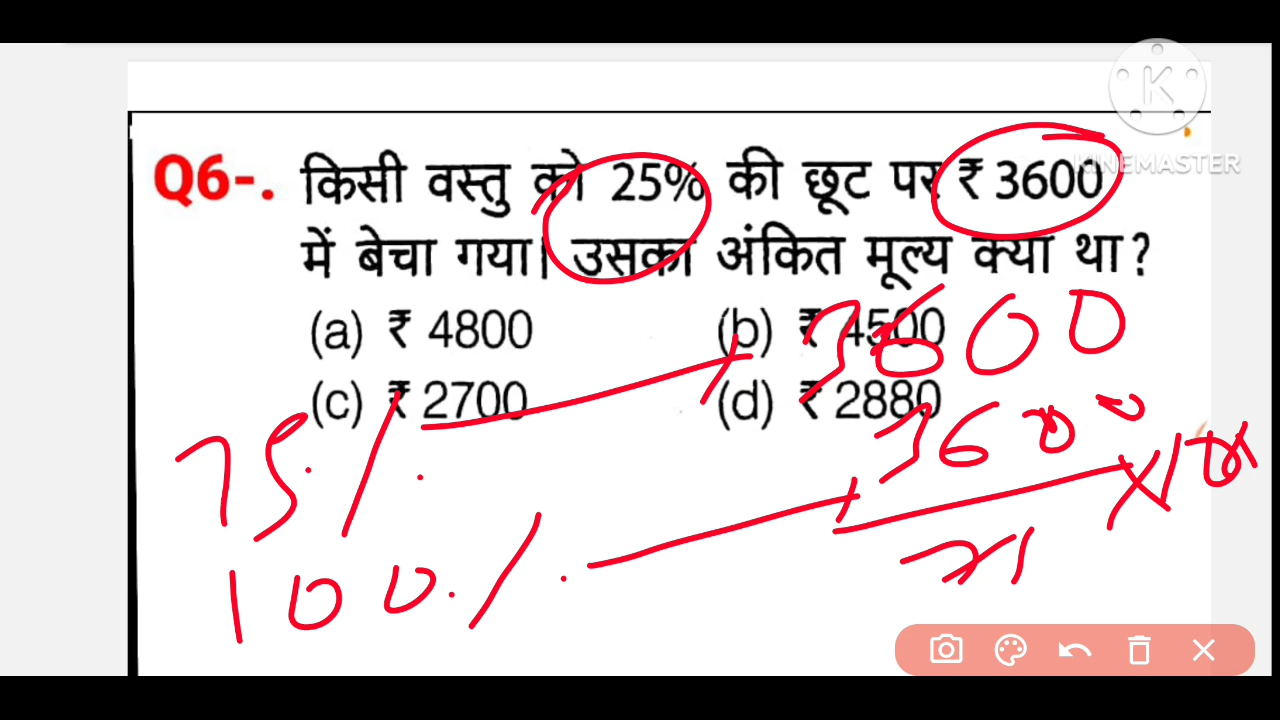 KINEMASTER
Q6-. किसी वस्तु को 25% की छूट पर ₹ 3600
में बेचा गया। उसका अंकित मूल्य क्या था?
(a) ₹ 4800 (b) ₹ 4500
(c) ₹ 2700 (d) ₹ 2880
3600
75%
3600
100%